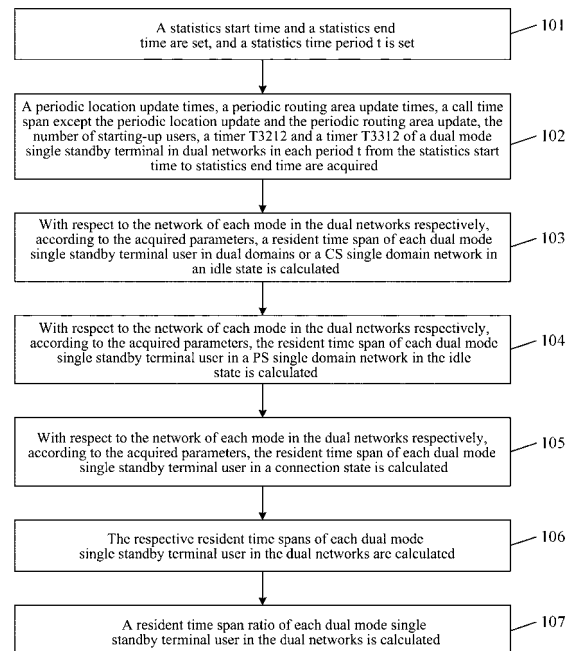 A statistics start time and a statistics end
time are set, and a statistics time period t is set
101
A periodic location update times, a periodic routing area update times, a call time
span except the periodic location update and the periodic routing area update, the
number of starting-up users, a timer T3212 and a timer T3312 of a dual mode
single standby terminal in dual networks in each period t from the statistics start
time to statistics end time are acquired
102
With respect to the network of each mode in the dual networks respectively,
according to the acquired parameters, a resident time span of each dual mode
single standby terminal user in dual domains or a CS single domain network in
an idle state is calculated
103
With respect to the network of each mode in the dual networks respectively,
according to the acquired parameters, the resident time span of each dual mode
single standby terminal user in a PS single domain network in the idle
state is calculated
104
With respect to the network of each mode in the dual networks respectively,
according to the acquired parameters, the resident time span of each dual mode
single standby terminal user in a connection state is calculated
105
The respective resident time spans of each dual mode
single standby terminal user in the dual networks are calculated
106
A resident time span ratio of each dual mode single
standby terminal user in the dual networks is calculated
107